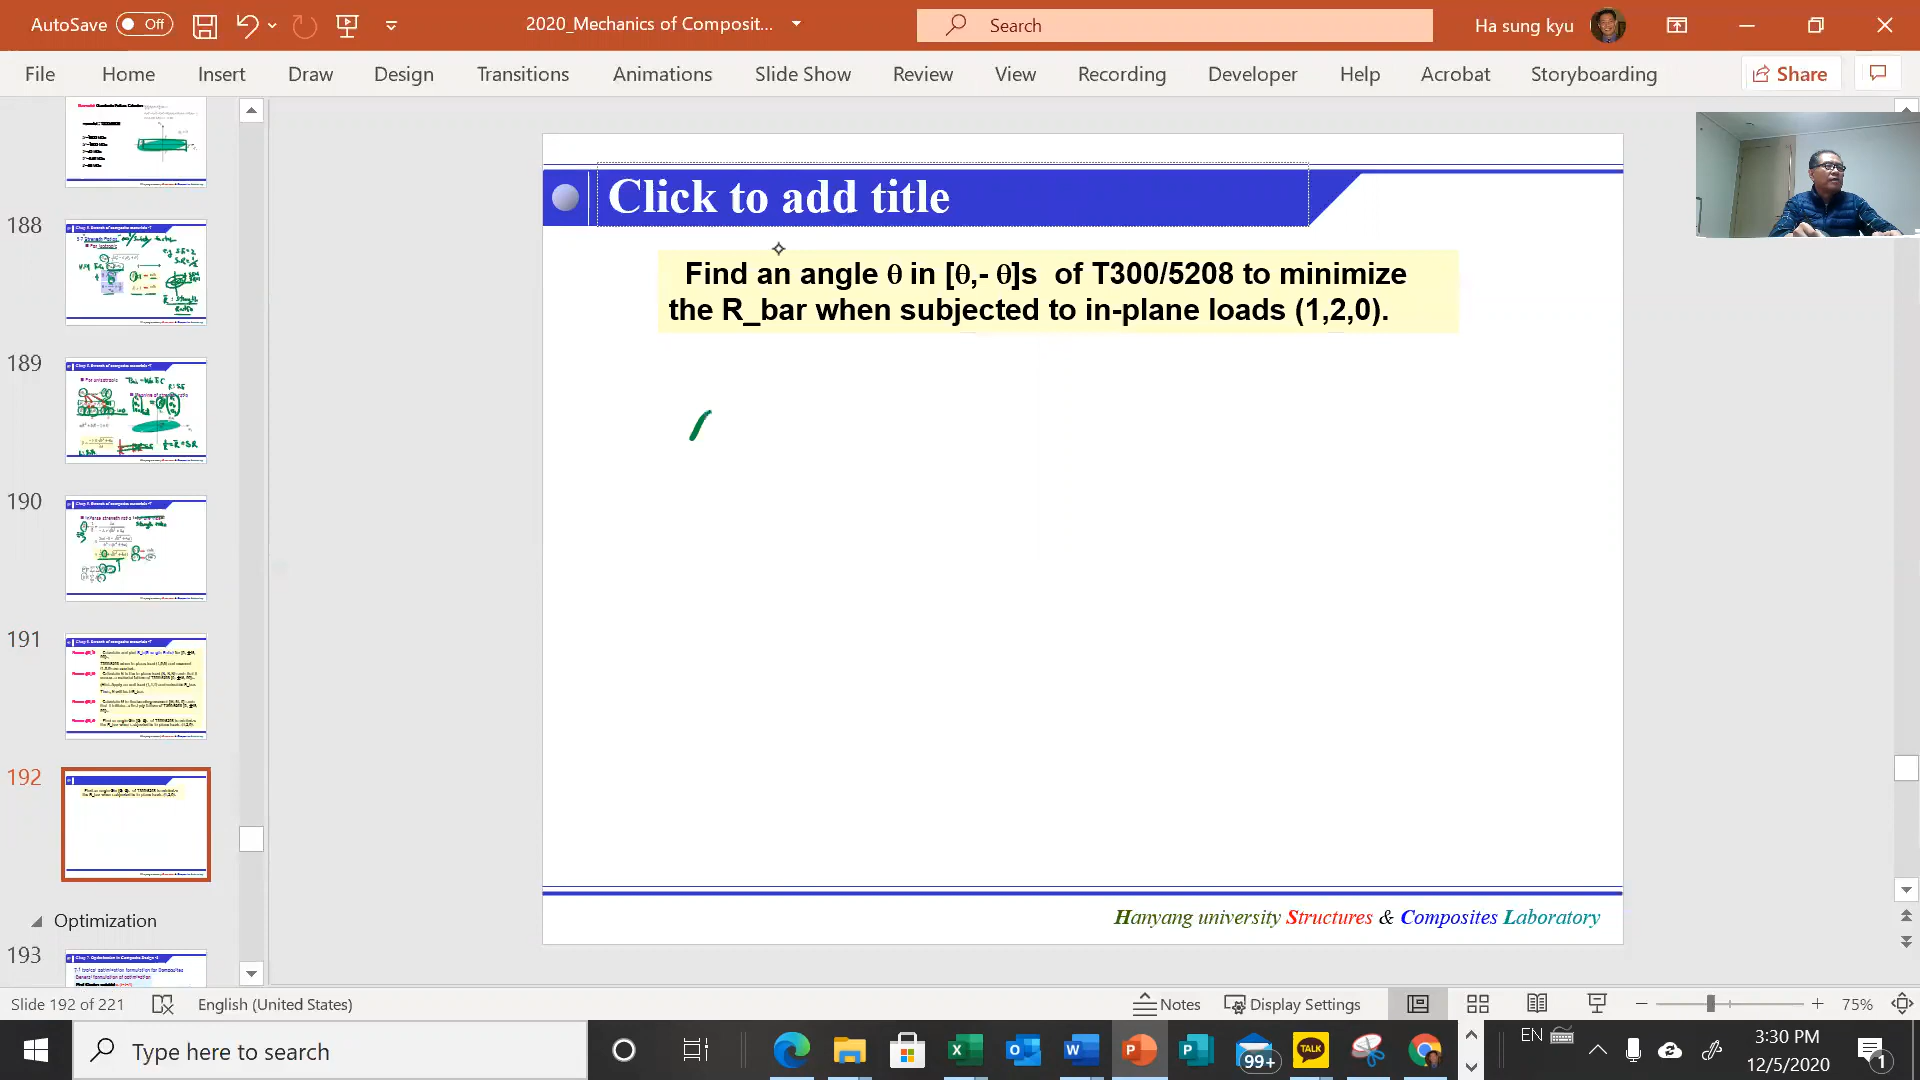 AutoSave Off
2020_Mechanics of Composit...
Search
Ha sung kyu
File Home Insert Draw Design Transitions Animations Slide Show Review View Recording Developer Help Acrobat Storyboarding Share
188
189
190
191
192
Optimization
193
Click to add title
Find an angle θ in [θ,- θ]s of T300/5208 to minimize
the R_bar when subjected to in-plane loads (1,2,0).
Hanyang university Structures & Composites Laboratory
Slide 192 of 221 English (United States) Notes Display Settings 75%
Type here to search
99+
TALK
EN
3:30 PM
12/5/2020
1